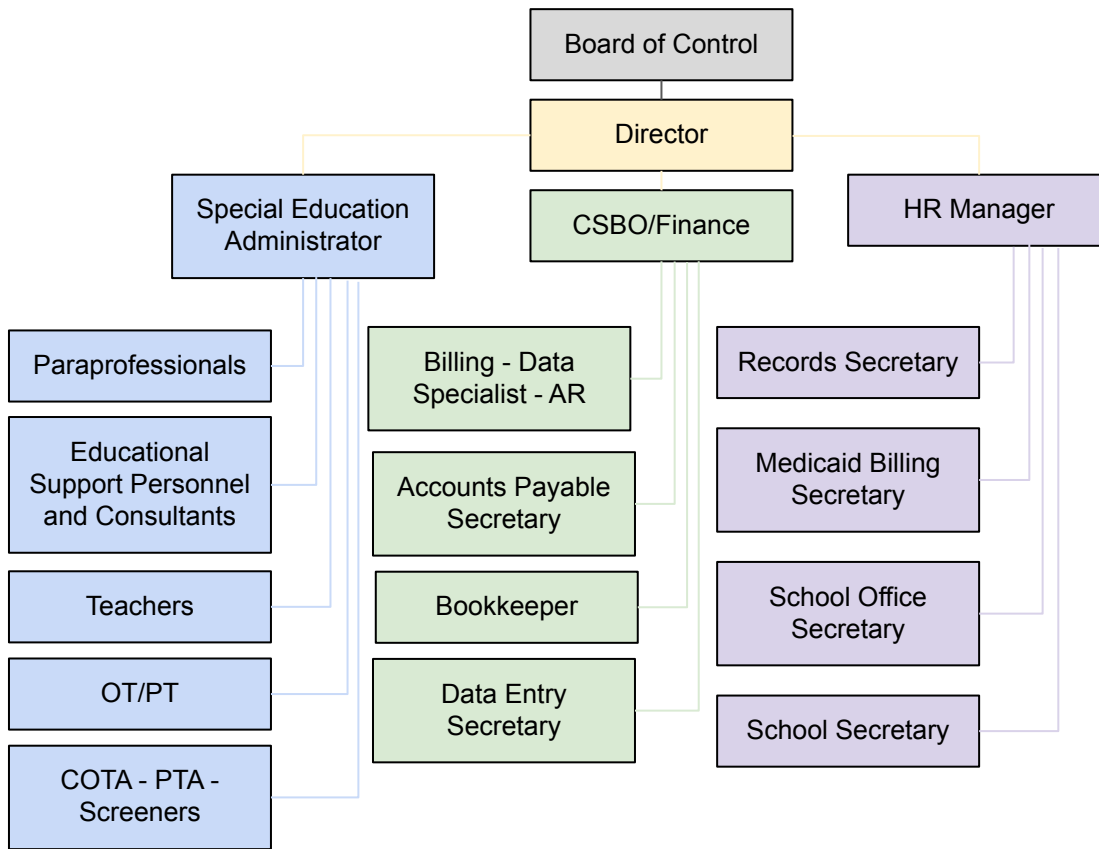 Board of Control
Director
Special Education
Administrator
CSBO/Finance
HR Manager
Paraprofessionals
Educational
Support Personnel
and Consultants
Teachers
OT/PT
COTA - PTA -
Screeners
Billing - Data
Specialist - AR
Accounts Payable
Secretary
Bookkeeper
Data Entry
Secretary
Records Secretary
Medicaid Billing
Secretary
School Office
Secretary
School Secretary